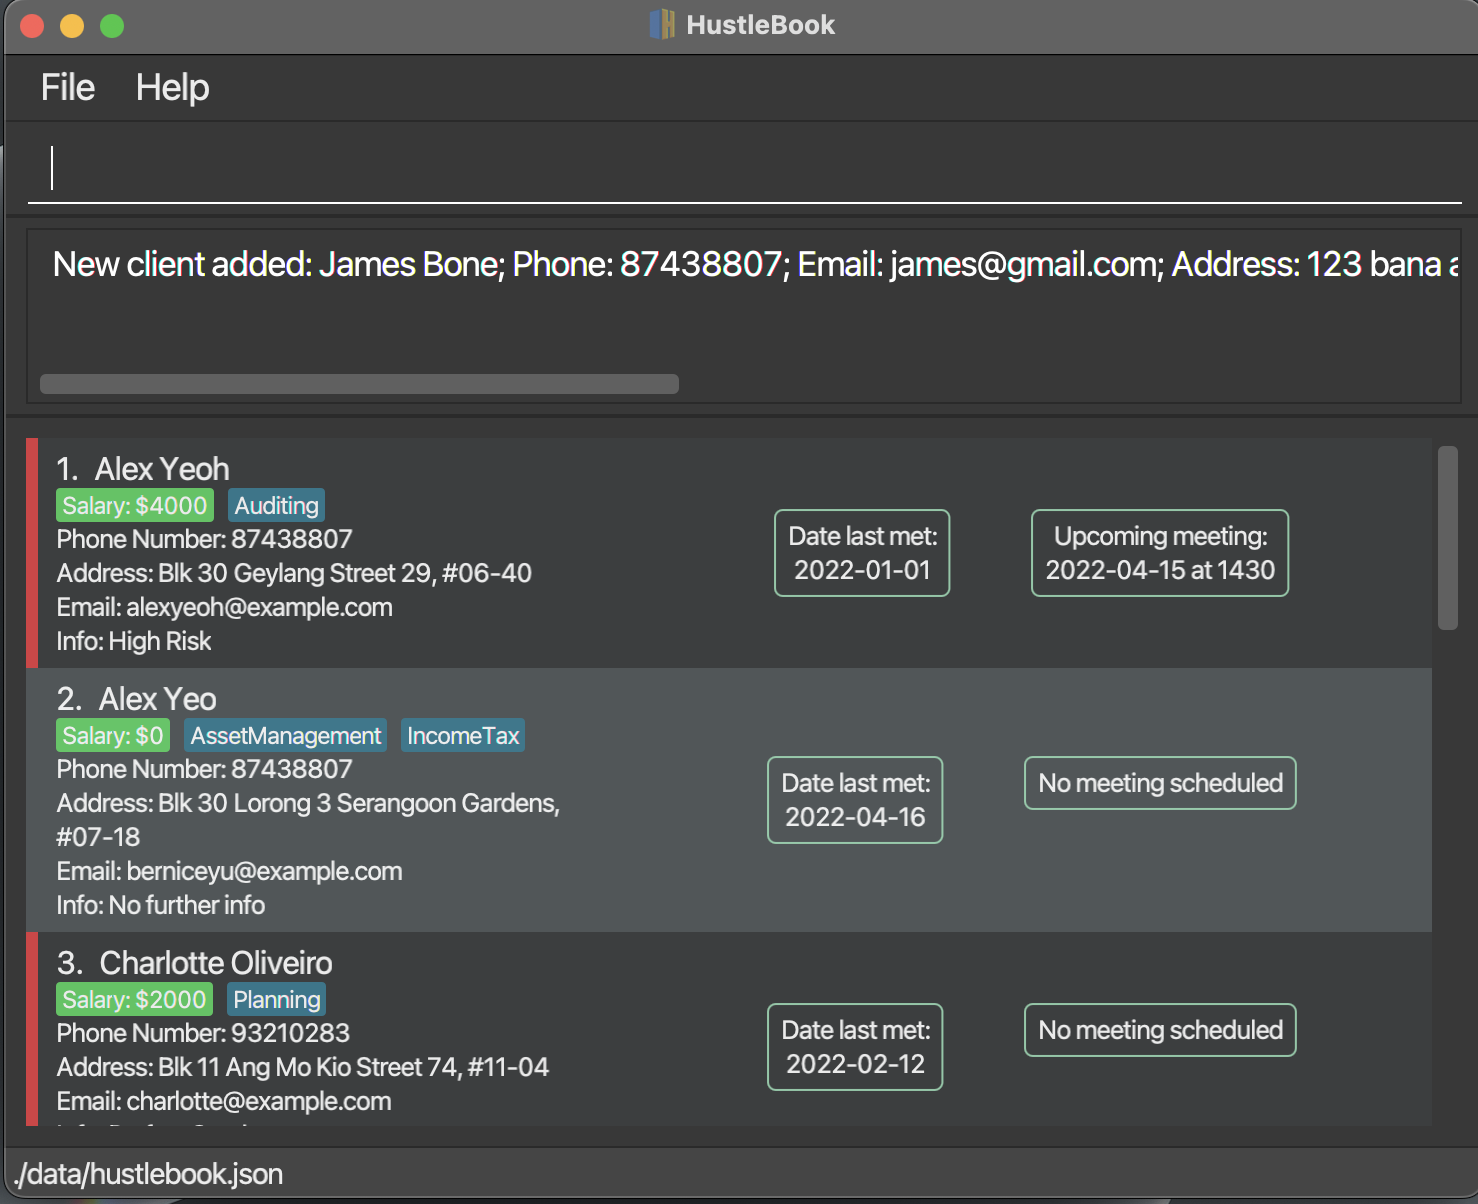 HustleBook
File Help
New client added: James Bone; Phone: 87438807; Email: james@gmail.com; Address: 123 bana
1. Alex Yeoh
Salary: $4000 Auditing
Phone Number: 87438807
Address: Blk 30 Geylang Street 29, #06-40
Email: alexyeoh@example.com
Info: High Risk
Date last met:
2022-01-01
Upcoming meeting:
2022-04-15 at 1430
2. Alex Yeo
Salary: $0 AssetManagement IncomeTax
Phone Number: 87438807
Address: Blk 30 Lorong 3 Serangoon Gardens,
#07-18
Email: berniceyu@example.com
Info: No further info
Date last met:
2022-04-16
No meeting scheduled
3. Charlotte Oliveiro
Salary: $2000 Planning
Phone Number: 93210283
Address: Blk 11 Ang Mo Kio Street 74, #11-04
Email: charlotte@example.com
Date last met:
2022-02-12
No meeting scheduled
./data/hustlebook.json